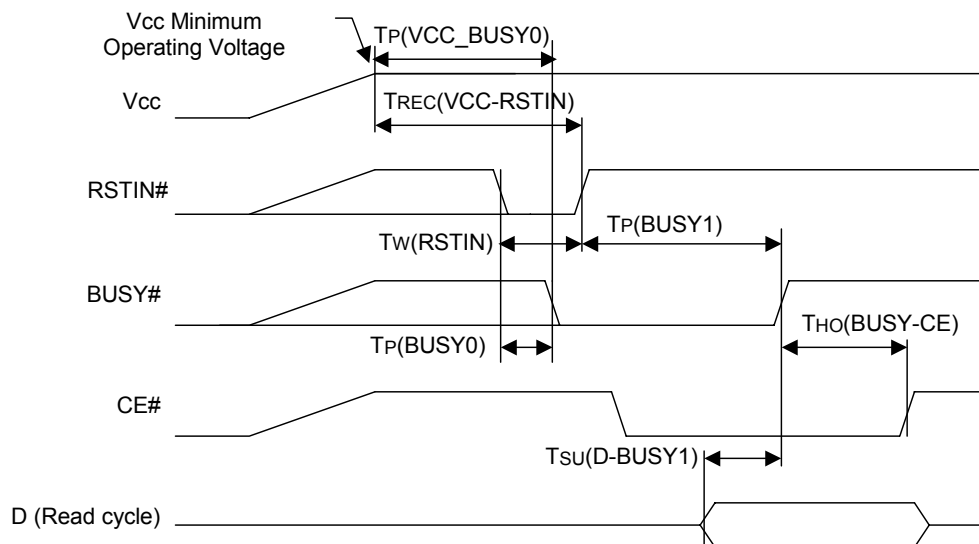 Vcc Minimum
Operating Voltage
TP(VCC_BUSY0)
Vcc
TREC(VCC-RSTIN)
RSTIN#
TW(RSTIN)
TP(BUSY1)
BUSY#
THO(BUSY-CE)
TP(BUSY0)
CE#
TSU(D-BUSY1)
D (Read cycle)